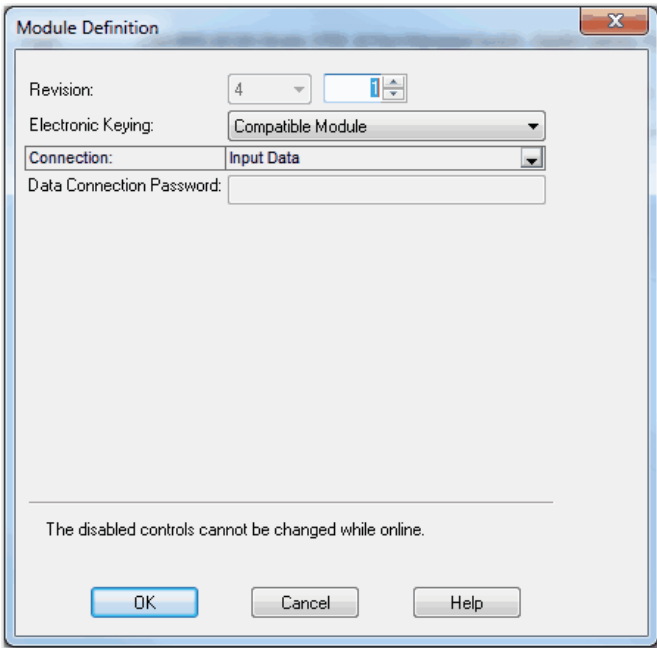 Module Definition
X
Revision: 4 1
Electronic Keying: Compatible Module
Connection: Input Data
Data Connection Password:
The disabled controls cannot be changed while online.
OK Cancel Help